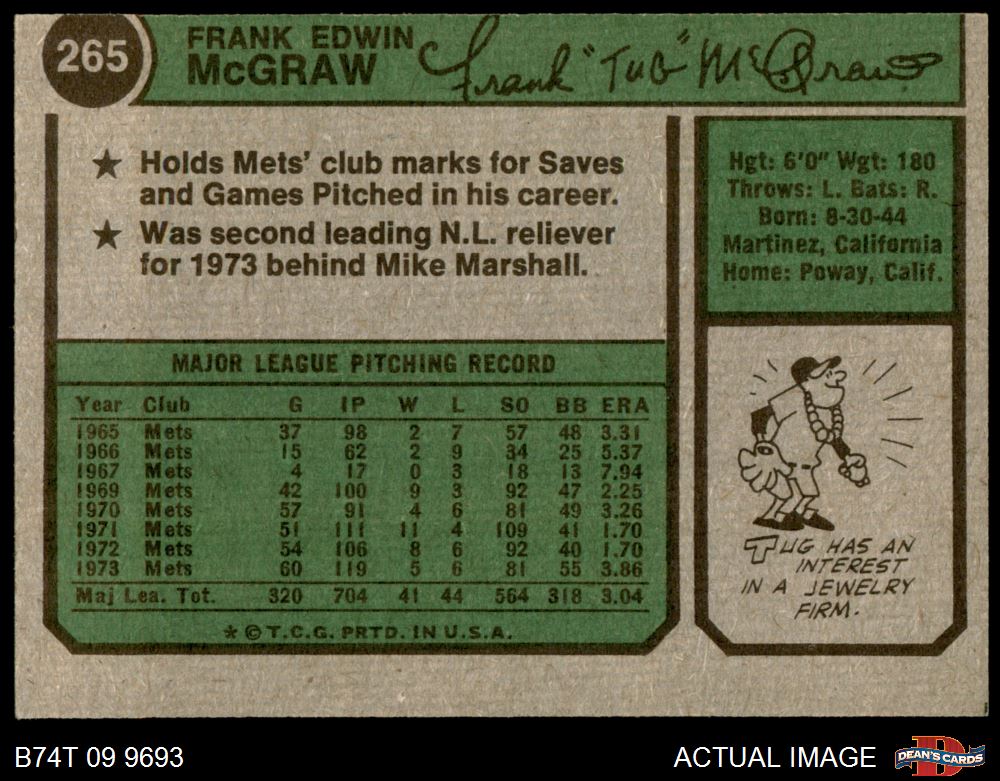 265
FRANK EDWIN
McGRAW
Frank "Tug" McGraw
★ Holds Mets' club marks for Saves
and Games Pitched in his career.
★ Was second leading N.L. reliever
for 1973 behind Mike Marshall.
Hgt: 6'0" Wgt: 180
Throws: L. Bats: R.
Born: 8-30-44
Martinez, California
Home: Poway, Calif.
MAJOR LEAGUE PITCHING RECORD
Year Club G IP W L SO BB ERA
1965 Mets 37 98 2 7 57 48 3.31
1966 Mets 15 62 2 9 34 25 5.37
1967 Mets 4 17 0 3 18 13 7.94
1969 Mets 42 100 9 3 92 47 2.25
1970 Mets 57 91 4 6 81 49 3.26
1971 Mets 51 111 11 4 109 41 1.70
1972 Mets 54 106 8 6 92 40 1.70
1973 Mets 60 119 5 6 81 55 3.86
Maj Lea. Tot. 320 704 41 44 564 318 3.04
* © T.C.G. PRTD. IN U.S.A.
TUG HAS AN
INTEREST
IN A JEWELRY
FIRM.
B74T 09 9693
ACTUAL IMAGE
D
DEAN'S CARDS